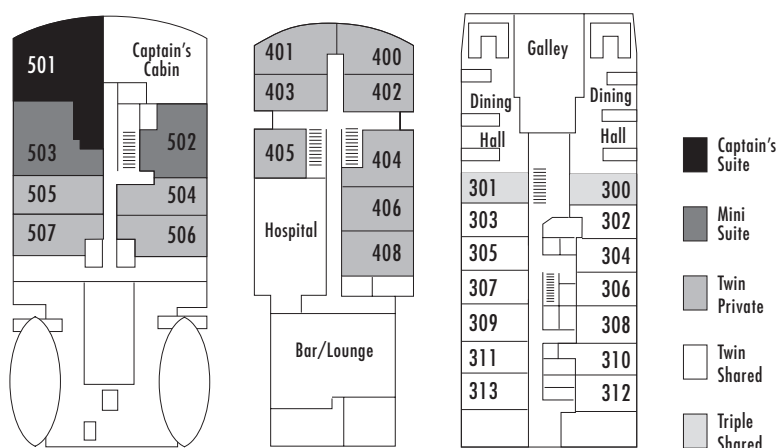 501
Captain's
Cabin
503
502
505
504
507
506
401
400
403
402
405
404
406
Hospital
408
Bar/Lounge
Galley
Dining
Hall
Dining
Hall
301
300
303
302
305
304
307
306
309
308
311
310
313
312
Captain's
Suite
Mini
Suite
Twin
Private
Twin
Shared
Triple
Shared